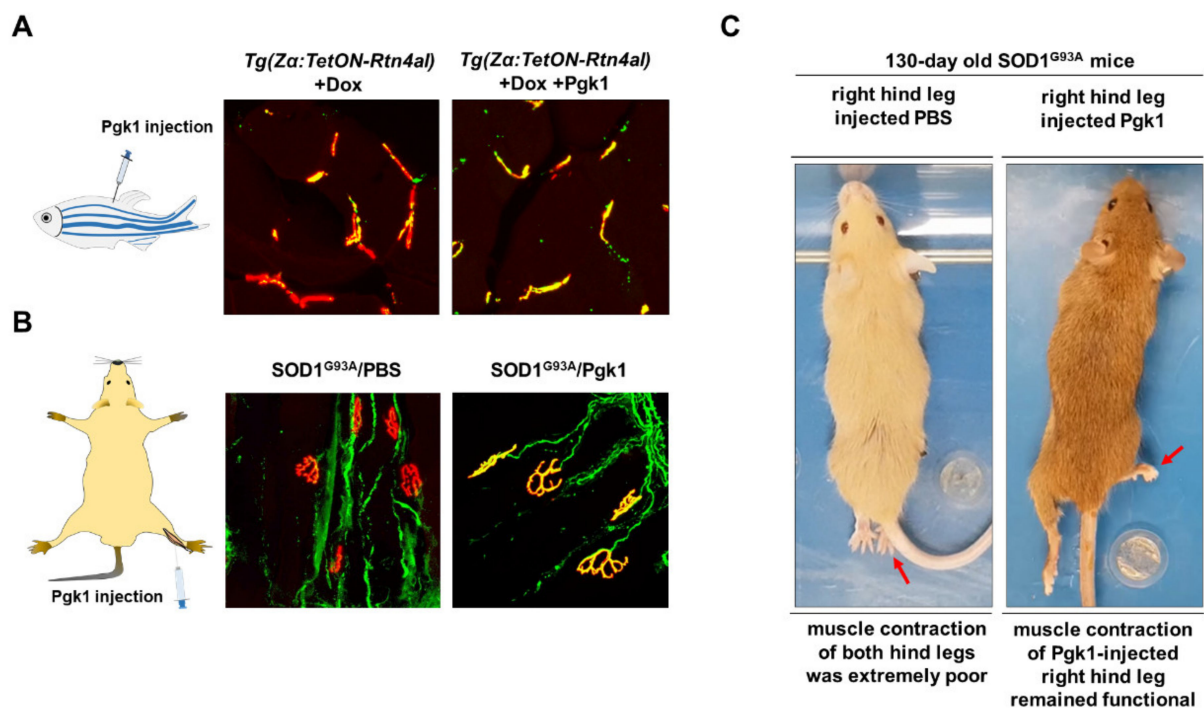 A
Tg(Zα:TetON-Rtn4al)
+Dox
Tg(Zα:TetON-Rtn4al)
+Dox +Pgk1
Pgk1 injection
B
SOD1G93A/PBS
SOD1G93A/Pgk1
Pgk1 injection
C
130-day old SOD1G93A mice
right hind leg
injected PBS
right hind leg
injected Pgk1
muscle contraction
of both hind legs
was extremely poor
muscle contraction
of Pgk1-injected
right hind leg
remained functional